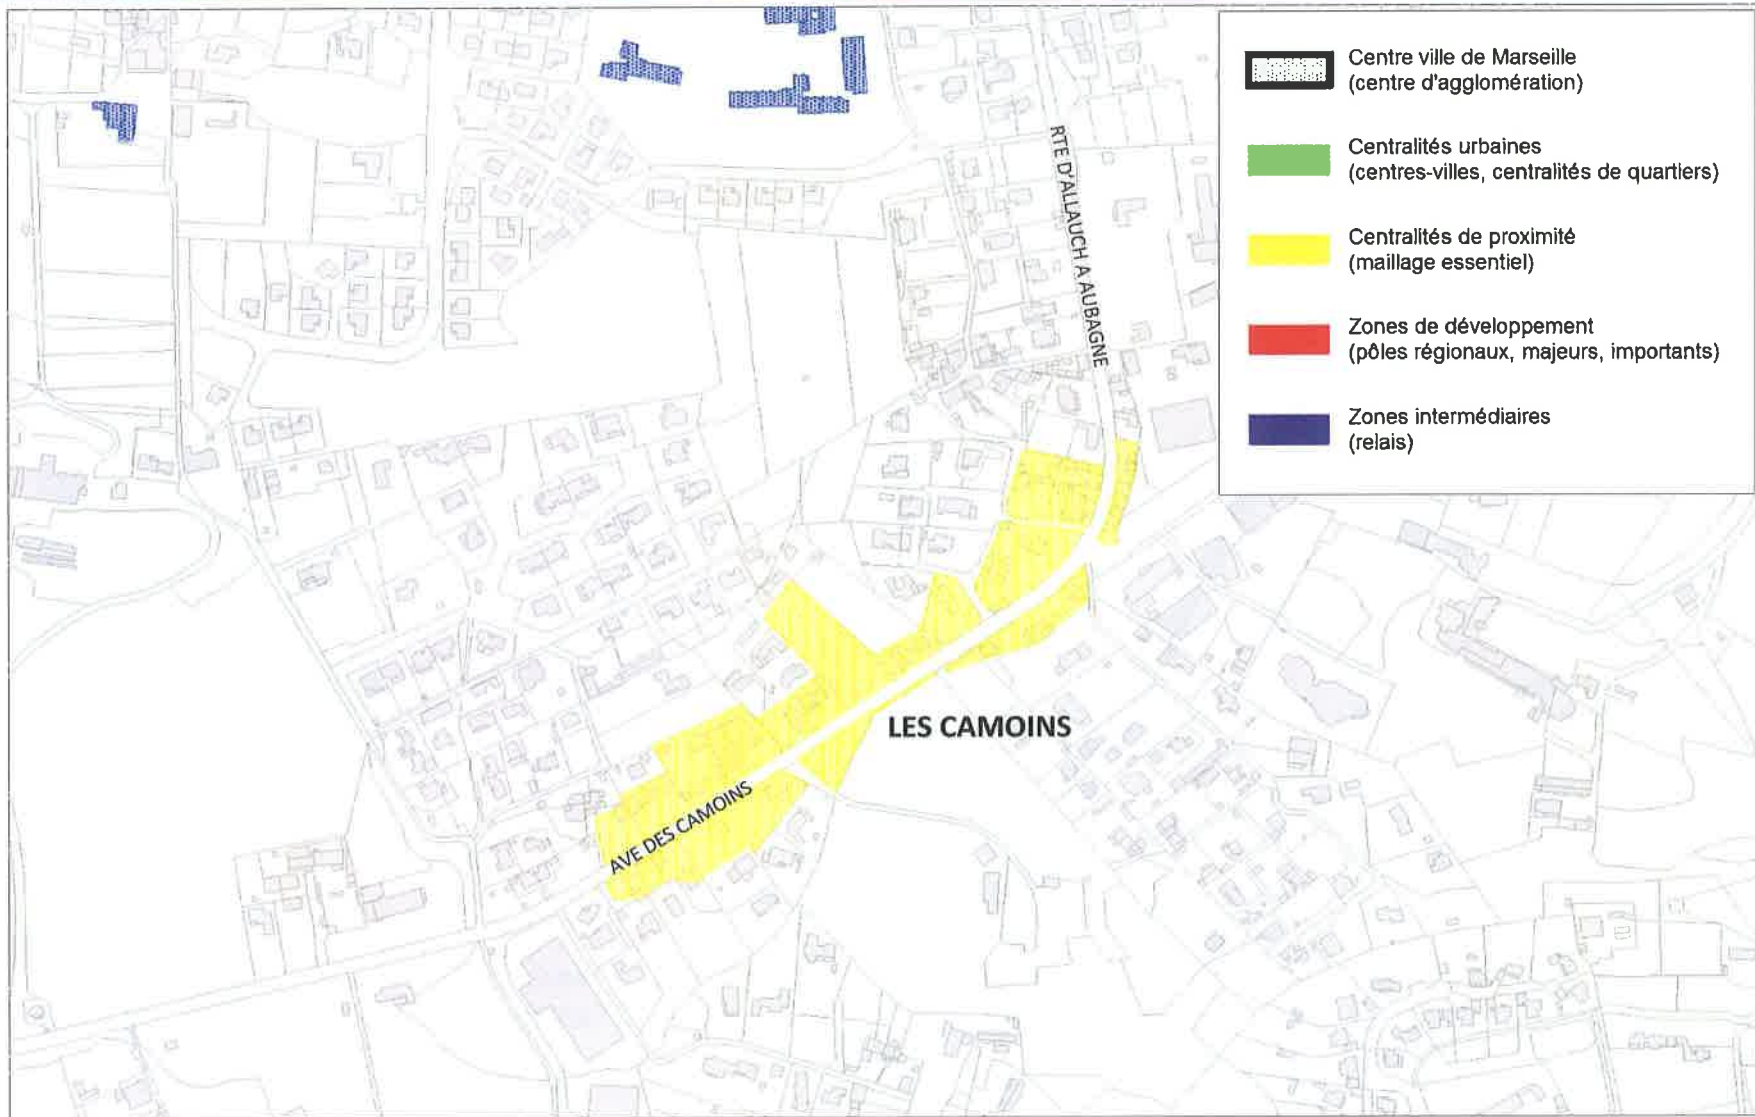 Centre ville de Marseille
(centre d'agglomération)
Centralités urbaines
(centres-villes, centralités de quartiers)
Centralités de proximité
(maillage essentiel)
Zones de développement
(pôles régionaux, majeurs, importants)
Zones intermédiaires
(relais)
RTE D'ALLAUCH A AUBAGNE
LES CAMOINS
AVE DES CAMOINS